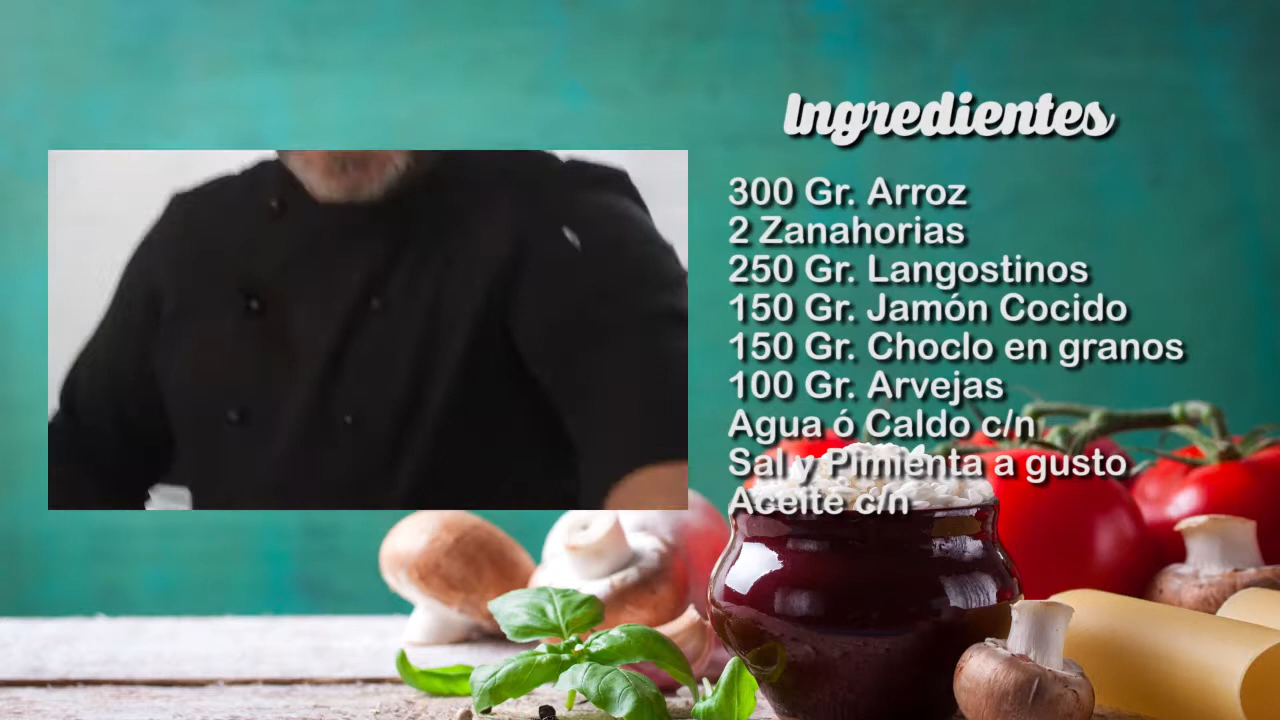 Ingredientes
300 Gr. Arroz
2 Zanahorias
250 Gr. Langostinos
150 Gr. Jamón Cocido
150 Gr. Choclo en granos
100 Gr. Arvejas
Agua ó Caldo c/n
Sal y Pimienta a gusto
Aceite c/n